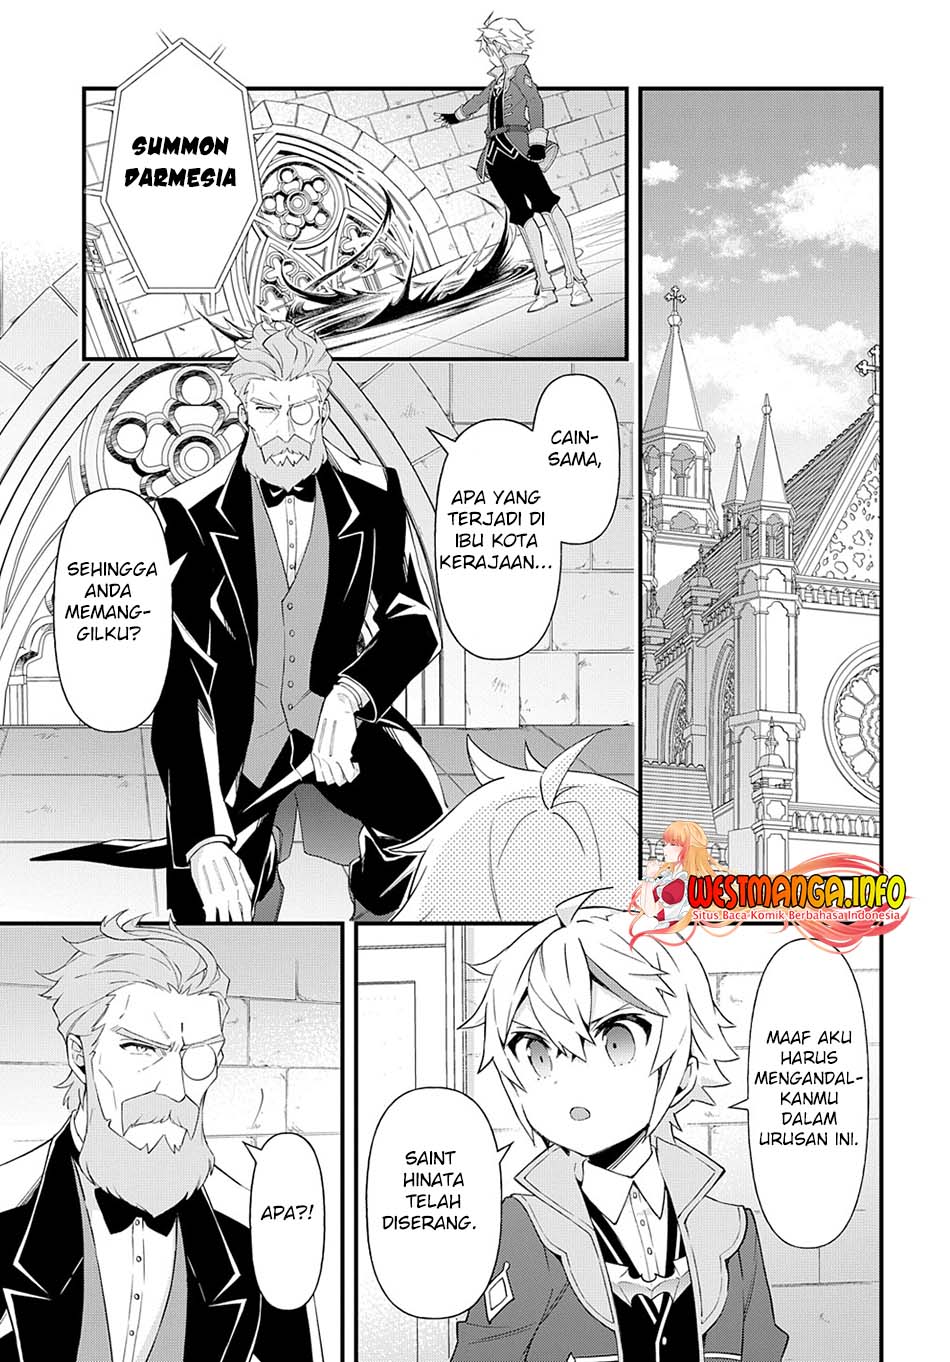 SUMMON
DARMESIA
CAIN-
SAMA,
APA YANG
TERJADI DI
IBU KOTA
KERAJAAN...
SEHINGGA
ANDA
MEMANG-
GILKU?
WESTMANGA.INFO
Situs Baca Komik Berbahasa Indonesia
MAAF AKU
HARUS
MENGANDAL-
KANMU
DALAM
URUSAN INI.
SAINT
HINATA
TELAH
DISERANG.
APA?!